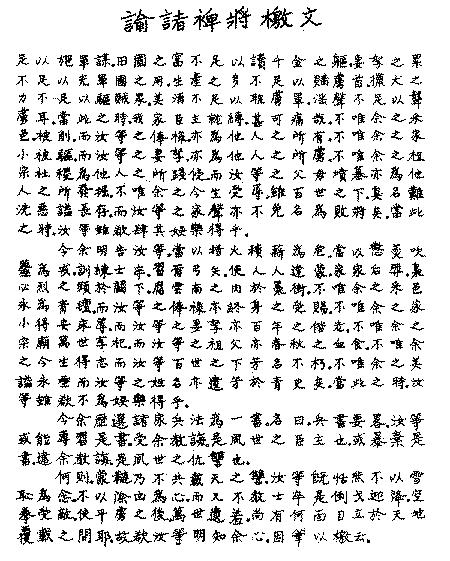 諭諸裨將檄文
足以施軍謀。田園之富不足以贖千金之軀。妻孥之累
不足以充軍國之用。生產之多不足以購虜首。獵犬之
力不足以驅賊眾。美酒不足以耽虜軍。淫聲不足以聾
虜耳。當此之時。我家臣主就縛。甚可痛哉。不唯余之采
邑被削。而汝等之俸祿亦為他人之所有。不唯余之家
小被驅。而汝等之妻孥亦為他人之所虜。不唯余之祖
宗社稷為他人之所踐侵。而汝等之父母墳墓亦為他
人之所發掘。不唯余之今生受辱。雖百世之下。臭名難
洗。惡謚長存。而汝等之家聲亦不免名為敗將矣。當此
之時。汝等雖欲肆其娛樂得乎。
今余明告汝等。當以措火積薪為危。當以懲羹吹
虀為戒。訓練士卒。習爾弓矢。使人人逄蒙。家家后羿。梟
必烈頭於闕下。腐雲南肉於藁街。不唯余之采邑
永為青氈。而汝等之俸祿亦終身之受賜。不唯余之家
小得安床褥。而汝等之妻孥亦百年之偕老。不唯余之
宗廟萬世享祀。而汝等之祖父亦春秋之血食。不唯余
之今生得志。而汝等百世之下芳名不朽。不唯余之美
謚永垂。而汝等之姓名亦遺芳於青史矣。當此之時。汝
等雖欲不為娛樂得乎。
今余歷選諸家兵法為一書。名曰。兵書要略。汝等
或能專習是書。受余教誨。是夙世之臣主也。或暴棄是
書。違余教誨。是夙世之仇讐也。
何則。蒙韃乃不共戴天之讐。汝等既恬然不以雪
恥為念。不以除凶為心。而又不教士卒。是倒戈迎降。空
拳受敵。使平虜之後。萬世遺羞。尚有何面目立於天地
覆載之間耶。故欲汝等明知余心。因筆以檄云。